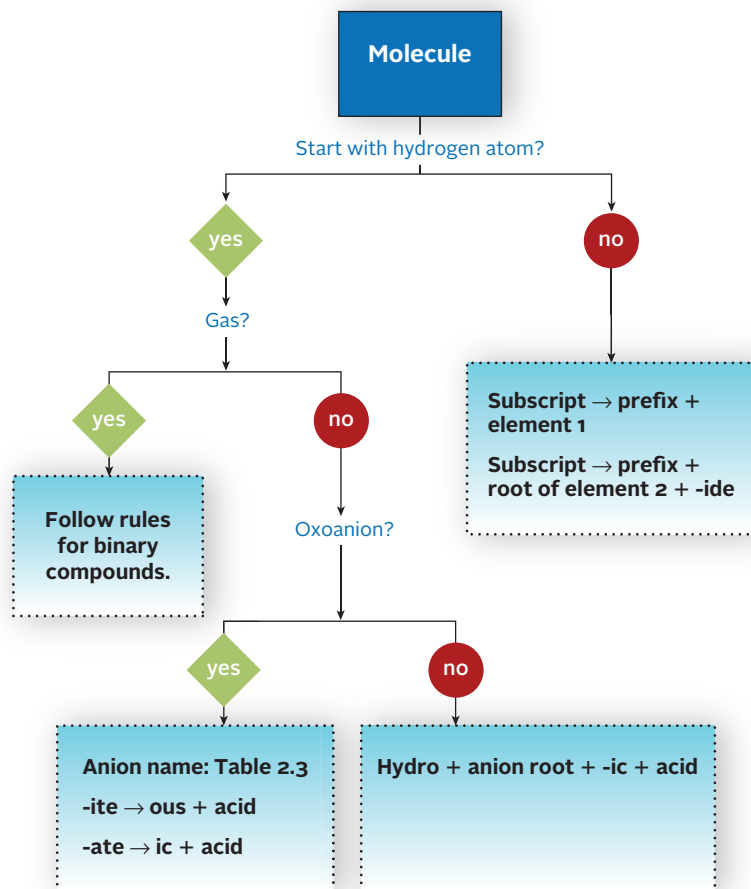 Molecule
Start with hydrogen atom?
yes
no
Gas?
yes
no
Subscript → prefix +
element 1
Subscript → prefix +
root of element 2 + -ide
Follow rules
for binary
compounds.
Oxoanion?
yes
no
Anion name: Table 2.3
-ite → ous + acid
-ate → ic + acid
Hydro + anion root + -ic + acid